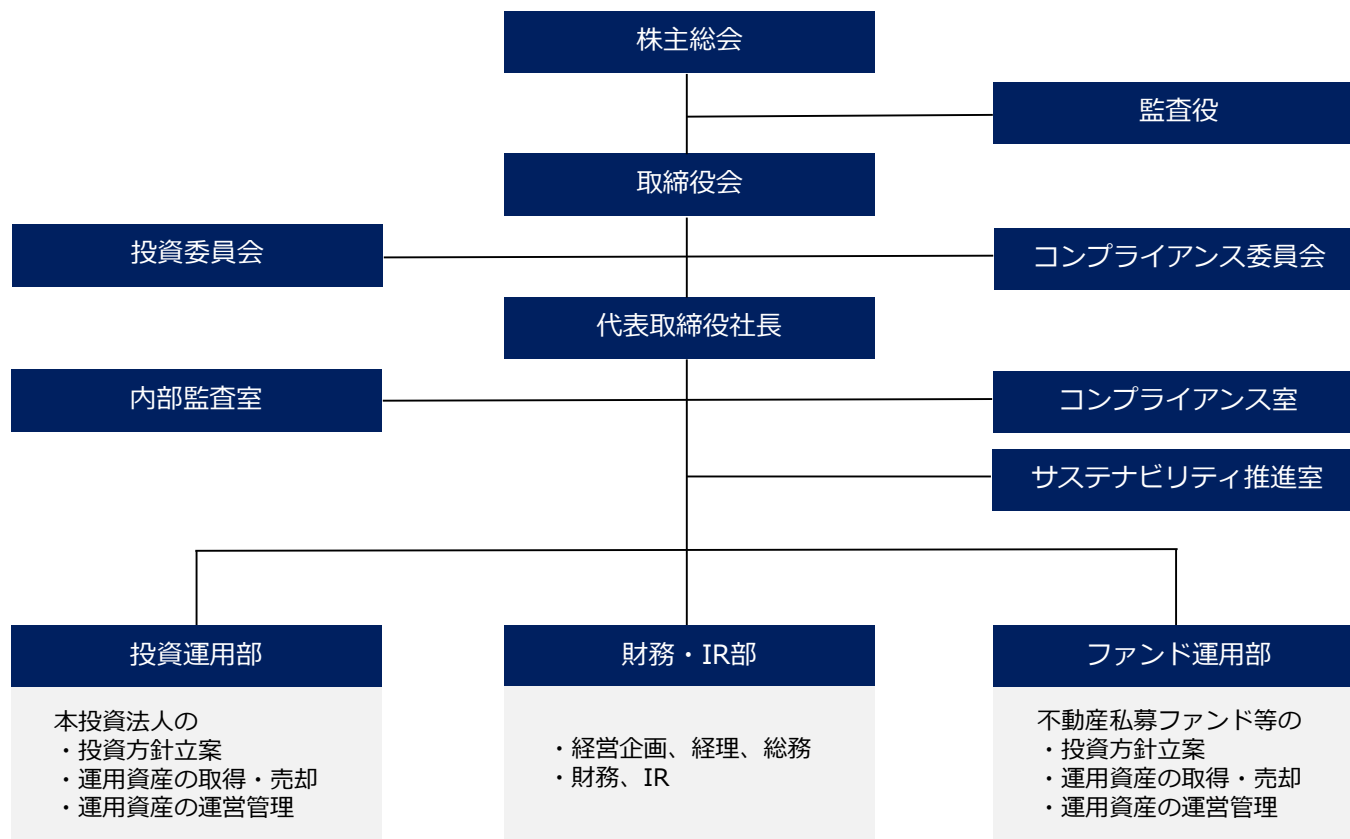 株主総会
監査役
取締役会
投資委員会
コンプライアンス委員会
代表取締役社長
内部監査室
コンプライアンス室
サステナビリティ推進室
投資運用部
本投資法人の
・投資方針立案
・運用資産の取得・売却
・運用資産の運営管理
財務・IR部
・経営企画、経理、総務
・財務、IR
ファンド運用部
不動産私募ファンド等の
・投資方針立案
・運用資産の取得・売却
・運用資産の運営管理